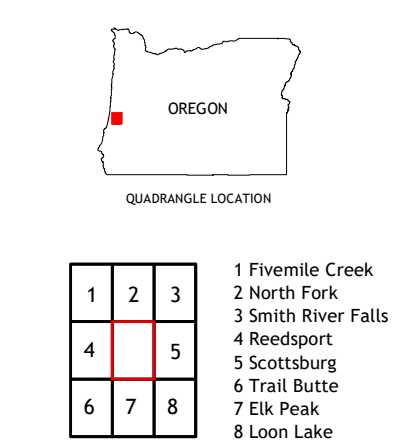 OREGON
QUADRANGLE LOCATION
1 2 3
4 5
6 7 8
1 Fivemile Creek
2 North Fork
3 Smith River Falls
4 Reedsport
5 Scottsburg
6 Trail Butte
7 Elk Peak
8 Loon Lake